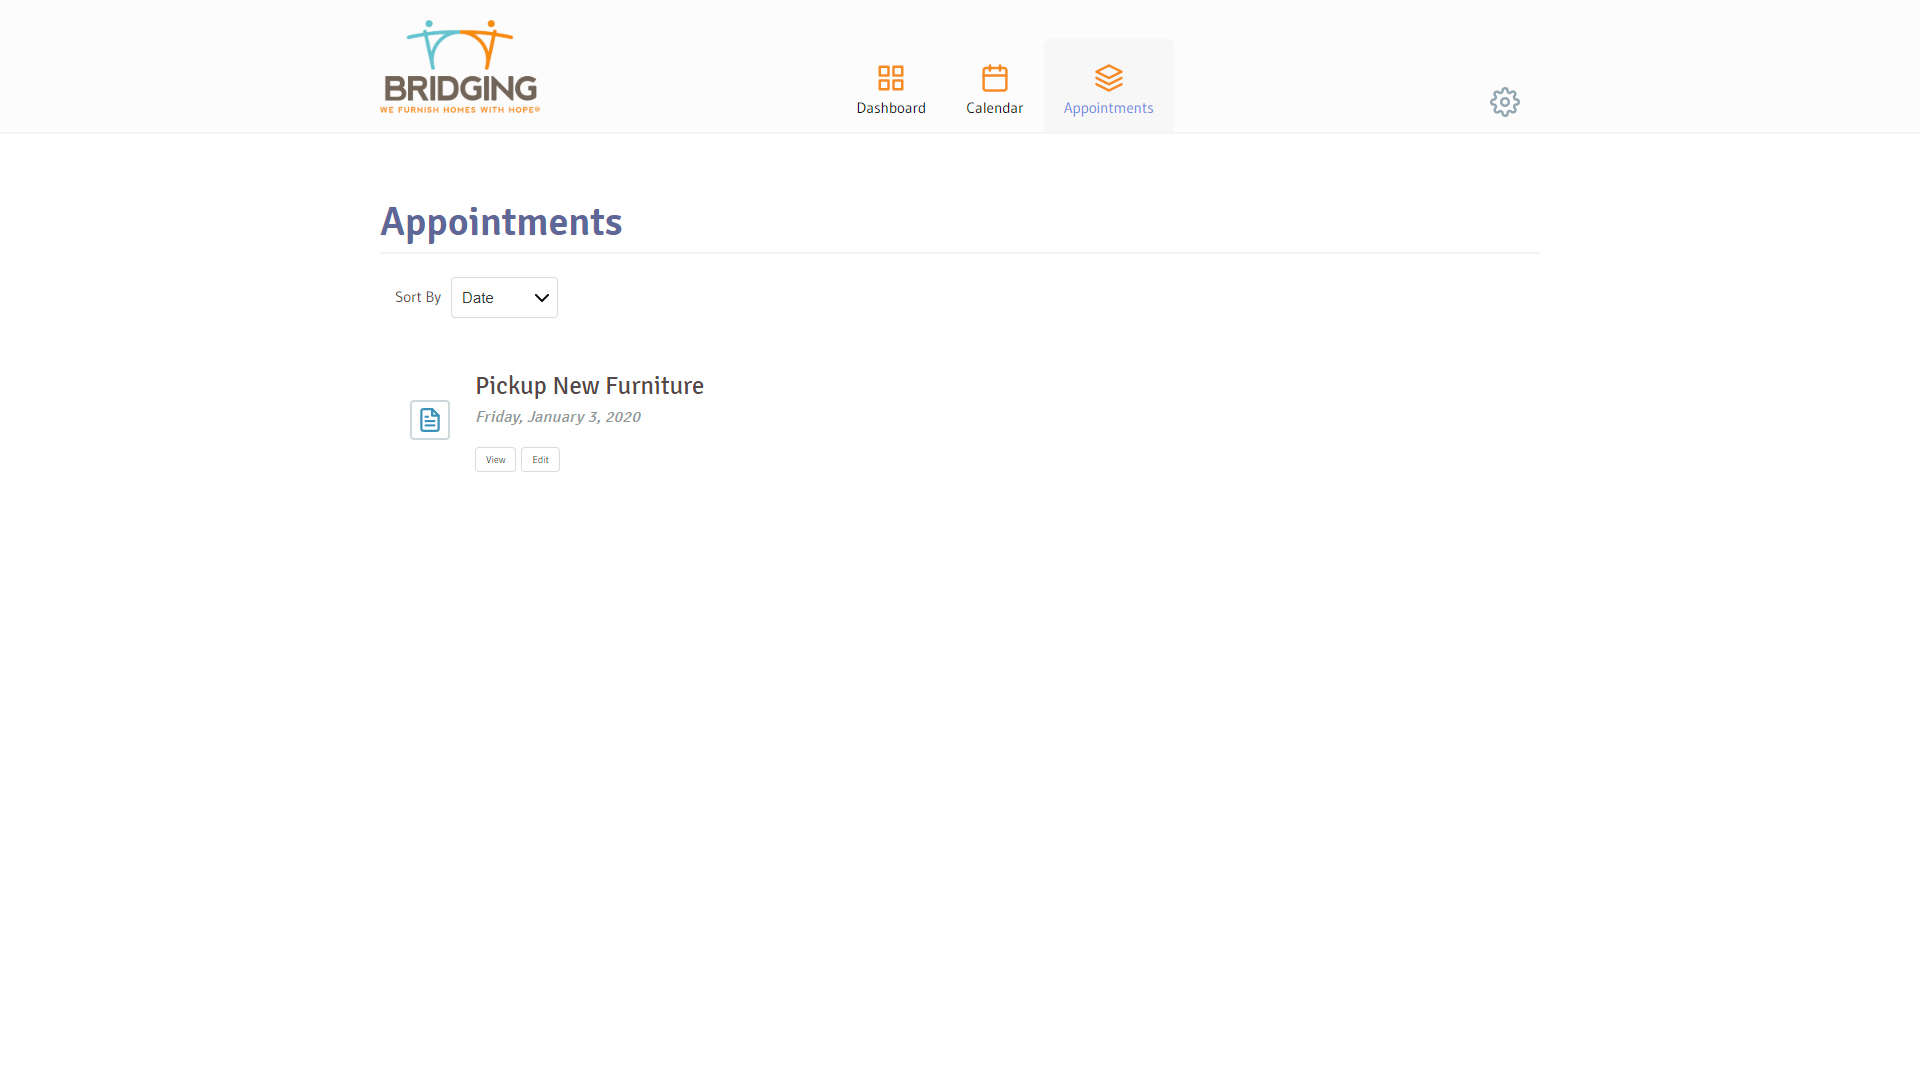 BRIDGING
WE FURNISH HOMES WITH HOPE®
Dashboard
Calendar
Appointments
Appointments
Sort By
Date
Pickup New Furniture
Friday, January 3, 2020
View
Edit